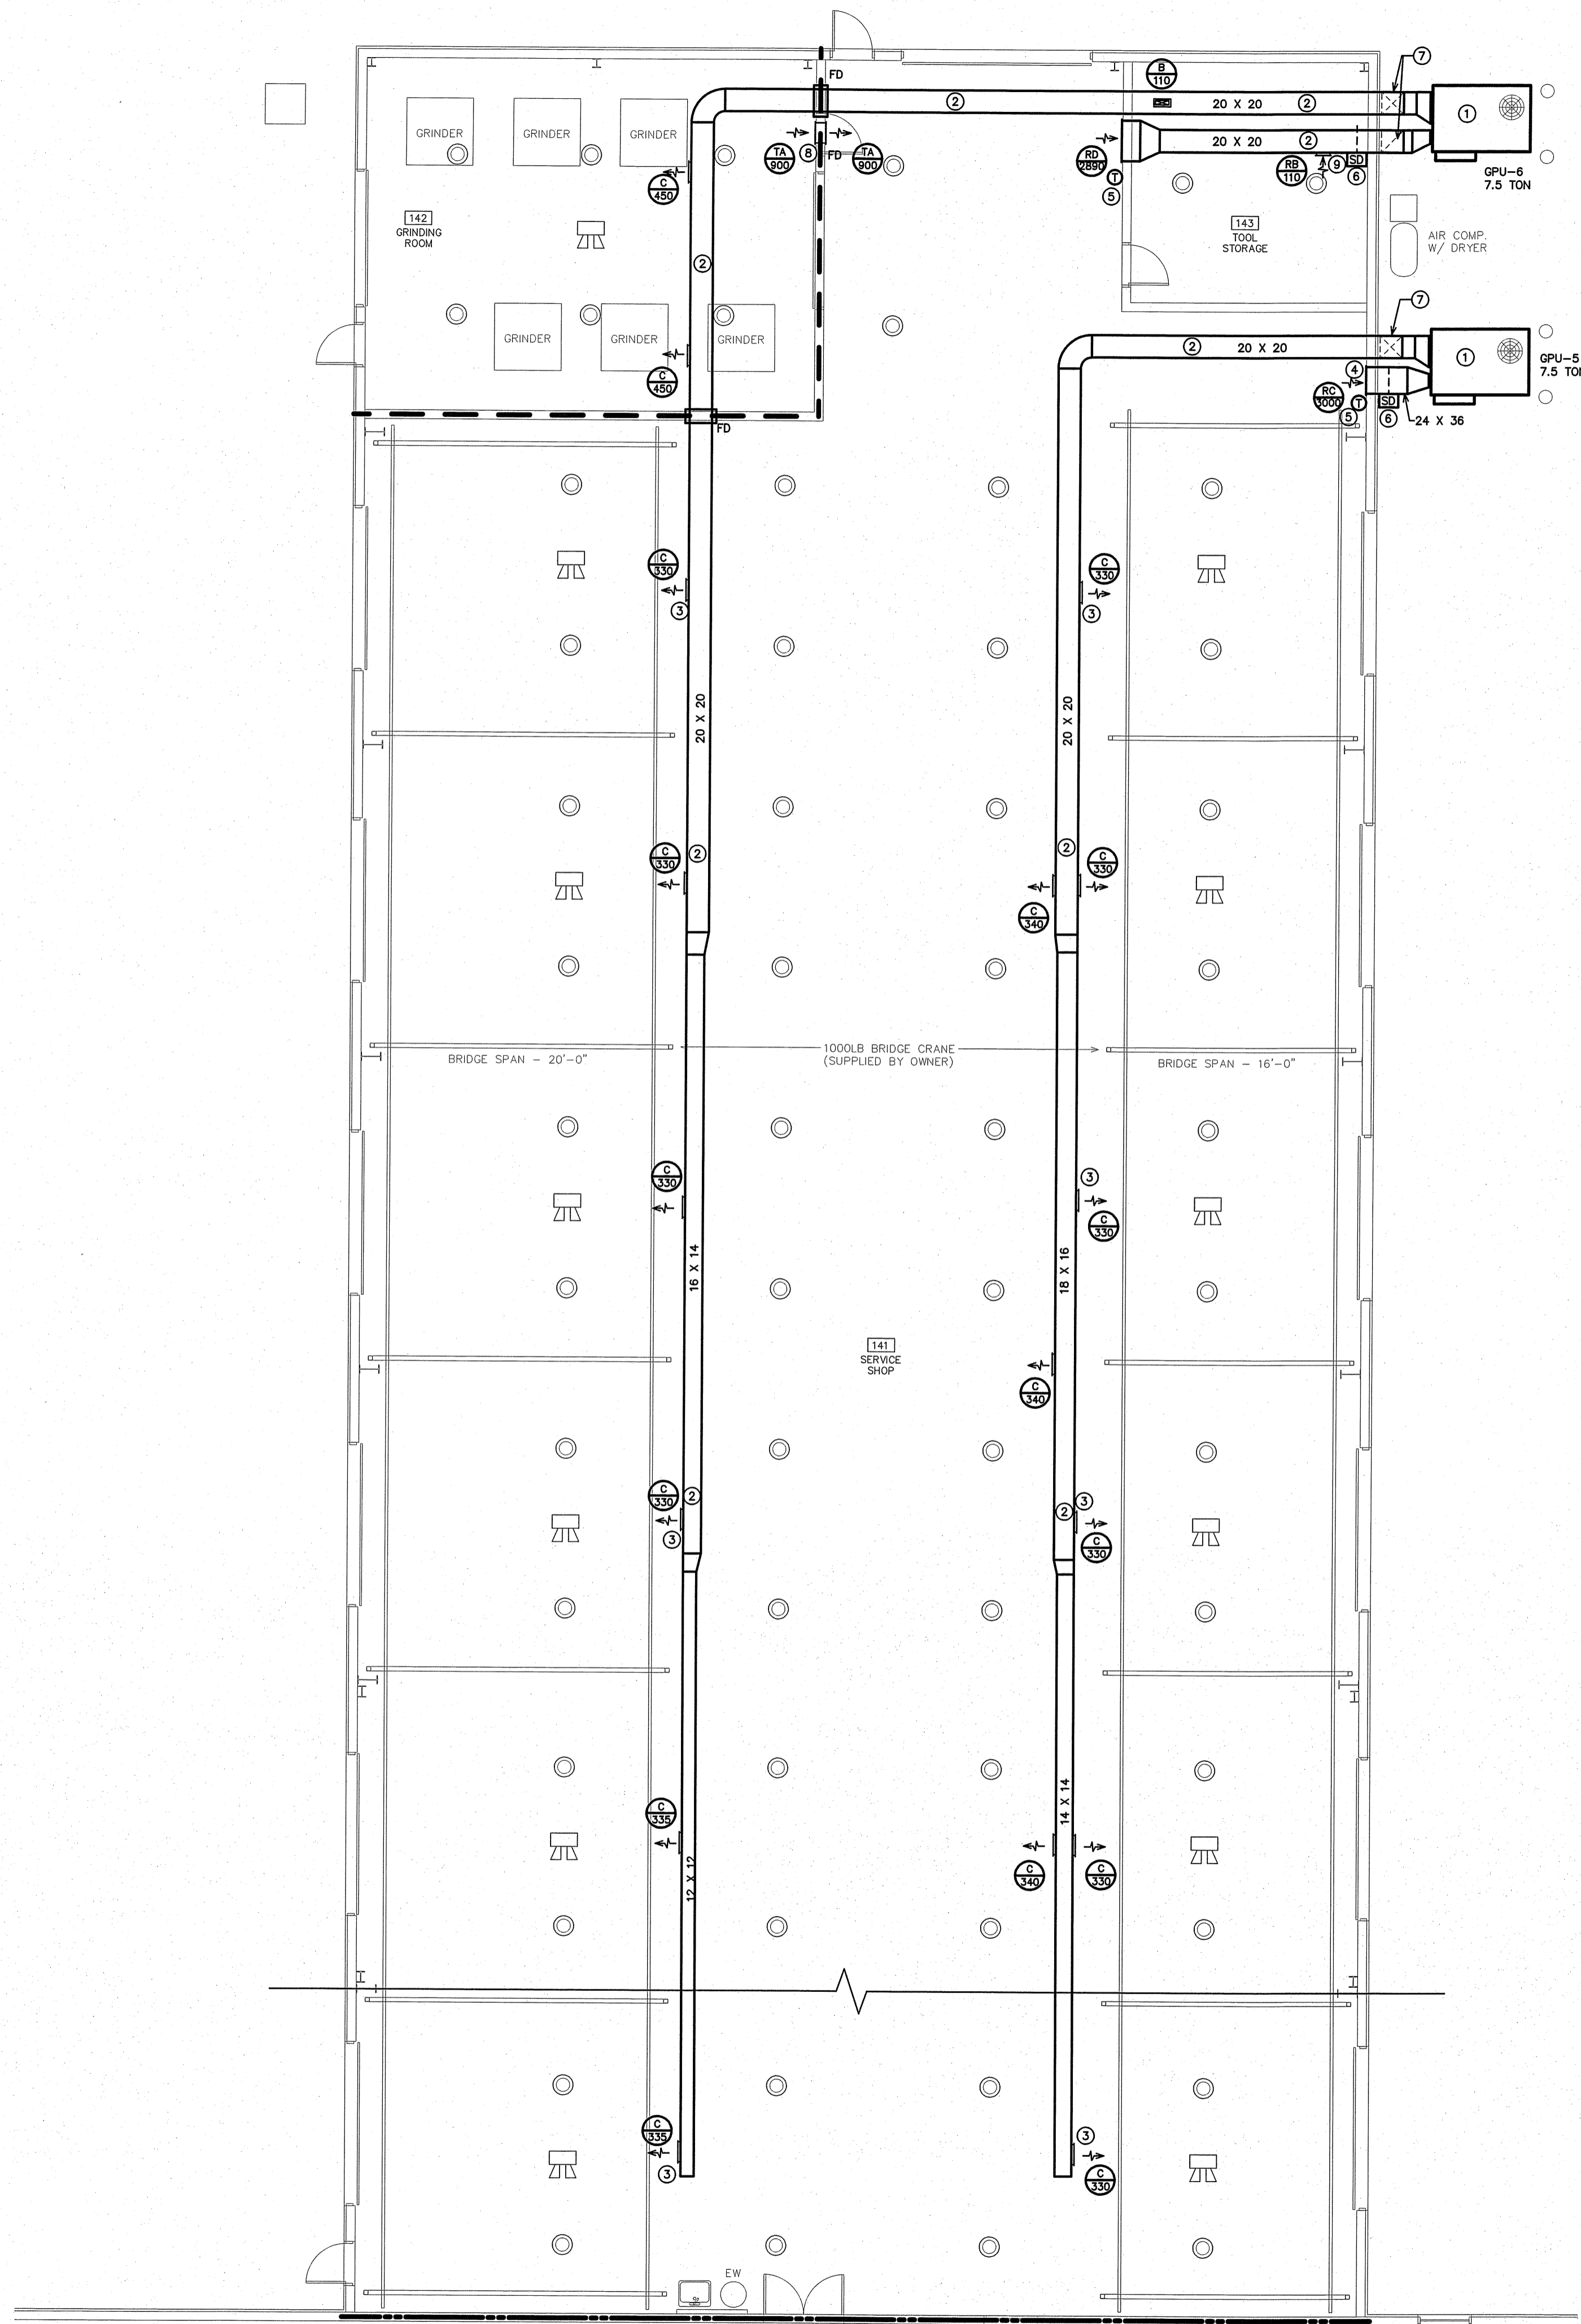 FD
B
110
7
2
20 X 20
2
1
GRINDER
GRINDER
GRINDER
TA
900
8
FD
TA
900
RD
2890
20 X 20
2
RB
110
9
SD
6
GPU-6
7.5 TON
C
450
T
5
142
GRINDING
ROOM
143
TOOL
STORAGE
AIR COMP.
W/ DRYER
2
7
GRINDER
GRINDER
GRINDER
C
450
2
20 X 20
1
GPU-5
4
RC
3000
T
5
SD
6
24 X 36
FD
C
330
3
C
330
3
20 X 20
20 X 20
C
330
2
2
C
330
C
340
BRIDGE SPAN - 20'-0"
1000LB BRIDGE CRANE
(SUPPLIED BY OWNER)
BRIDGE SPAN - 16'-0"
C
330
3
C
330
16 X 14
18 X 16
141
SERVICE
SHOP
C
340
C
330
2
3
2
3
C
330
14 X 14
C
335
12 X 12
C
340
C
330
C
335
3
3
C
330
EW